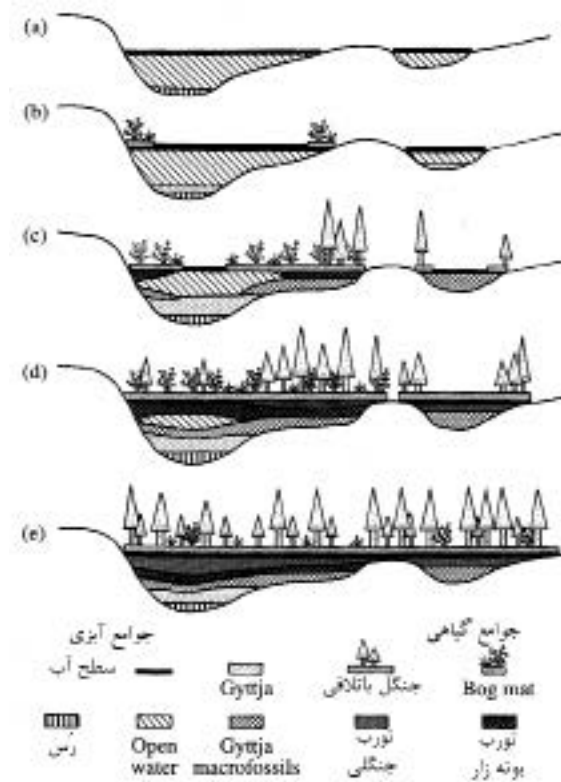 (a)
(b)
(c)
(d)
(e)
جوامع آبزی
جوامع گیاهی
سطح آب
Gyttja
جنگل باتلاقی
Bog mat
رس
Open water
Gyttja macrofossils
تورب جنگلی
تورب بوته زار